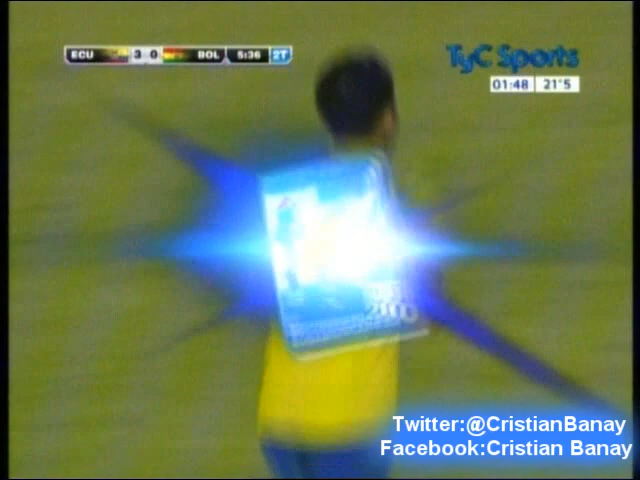 ECU 3 0 BOL 5:36 2T
TyC Sports
01:48 21°5
Twitter:@CristianBanay
Facebook:Cristian Banay